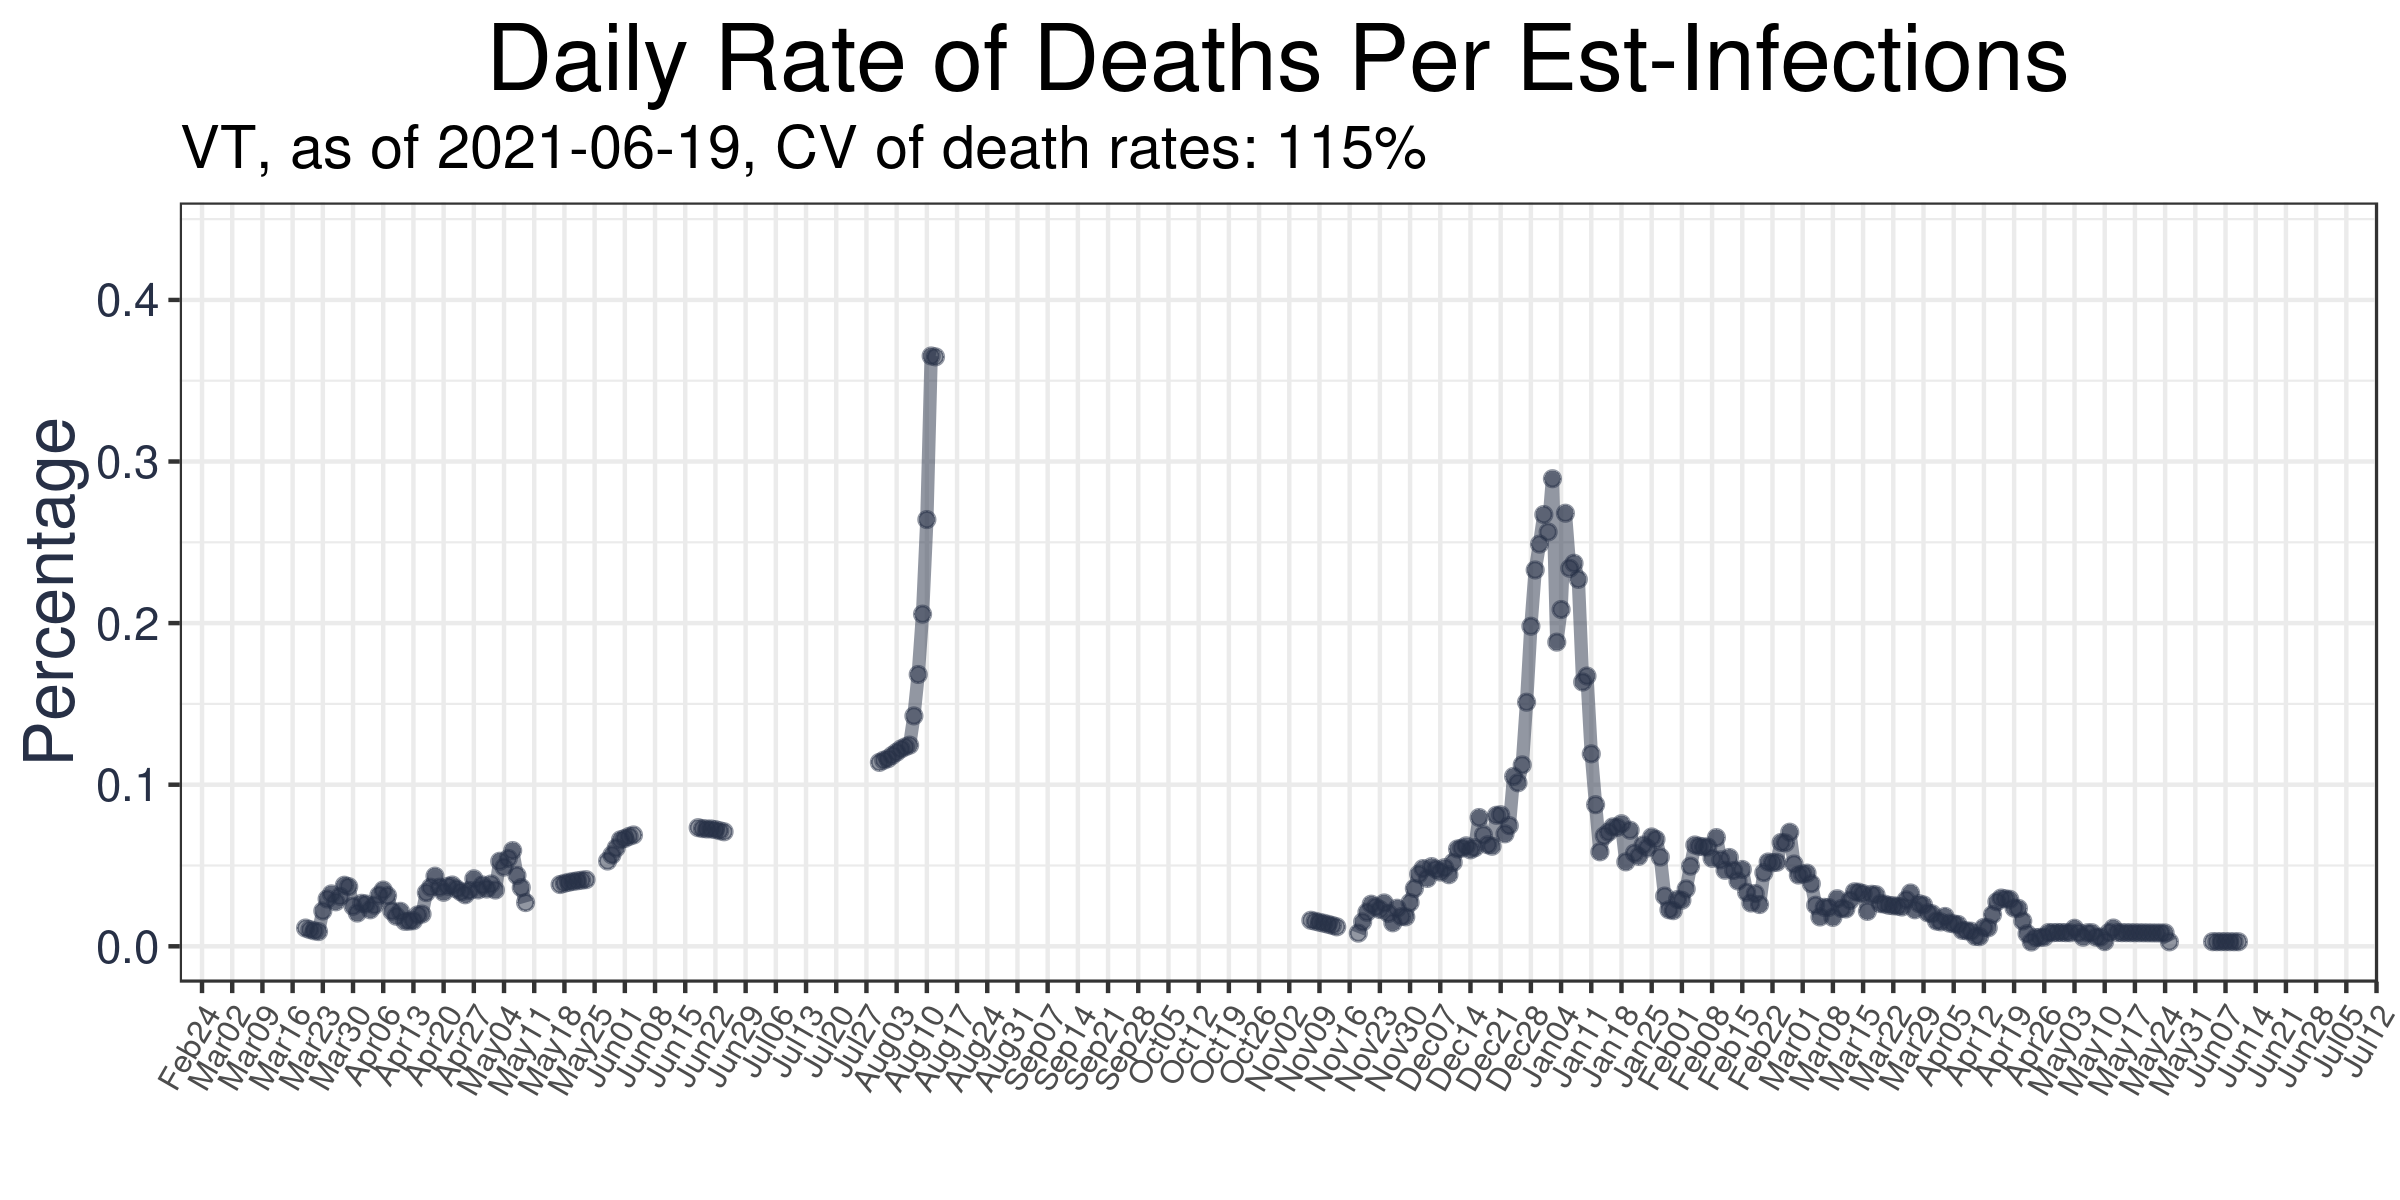 Daily Rate of Deaths Per Est-Infections
VT, as of 2021-06-19, CV of death rates: 115%
Percentage
0.4
0.3
0.2
0.1
0.0
Feb24
Mar02
Mar09
Mar16
Mar23
Mar30
Apr06
Apr13
Apr20
Apr27
May04
May11
May18
May25
Jun01
Jun08
Jun15
Jun22
Jun29
Jul06
Jul13
Jul20
Jul27
Aug03
Aug10
Aug17
Aug24
Aug31
Sep07
Sep14
Sep21
Sep28
Oct05
Oct12
Oct19
Oct26
Nov02
Nov09
Nov16
Nov23
Nov30
Dec07
Dec14
Dec21
Dec28
Jan11
Jan18
Jan25
Feb01
Feb08
Feb15
Feb22
Mar01
Mar08
Mar15
Mar22
Mar29
Apr05
Apr12
Apr19
Apr26
May03
May10
May17
May24
May31
Jun14
Jun21
Jun28
Jul05
Jul12